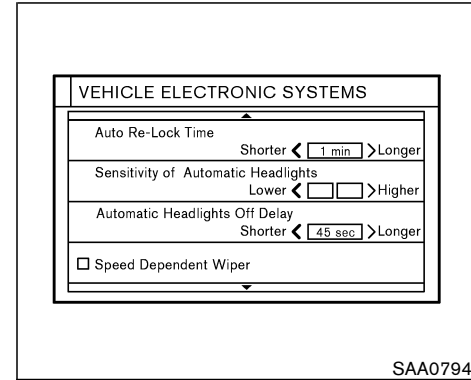 VEHICLE ELECTRONIC SYSTEMS
Auto Re-Lock Time
Shorter 1 min Longer
Sensitivity of Automatic Headlights
Lower Higher
Automatic Headlights Off Delay
Shorter 45 sec Longer
Speed Dependent Wiper
SAA0794